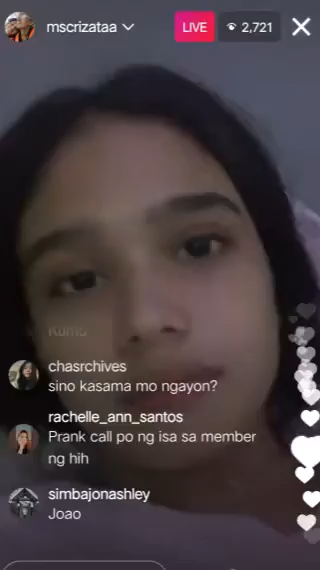 mscrizataa
LIVE
2,721
Kumu
chasrchives
sino kasama mo ngayon?
rachelle_ann_santos
Prank call po ng isa sa member
ng hih
simbajonashley
Joao